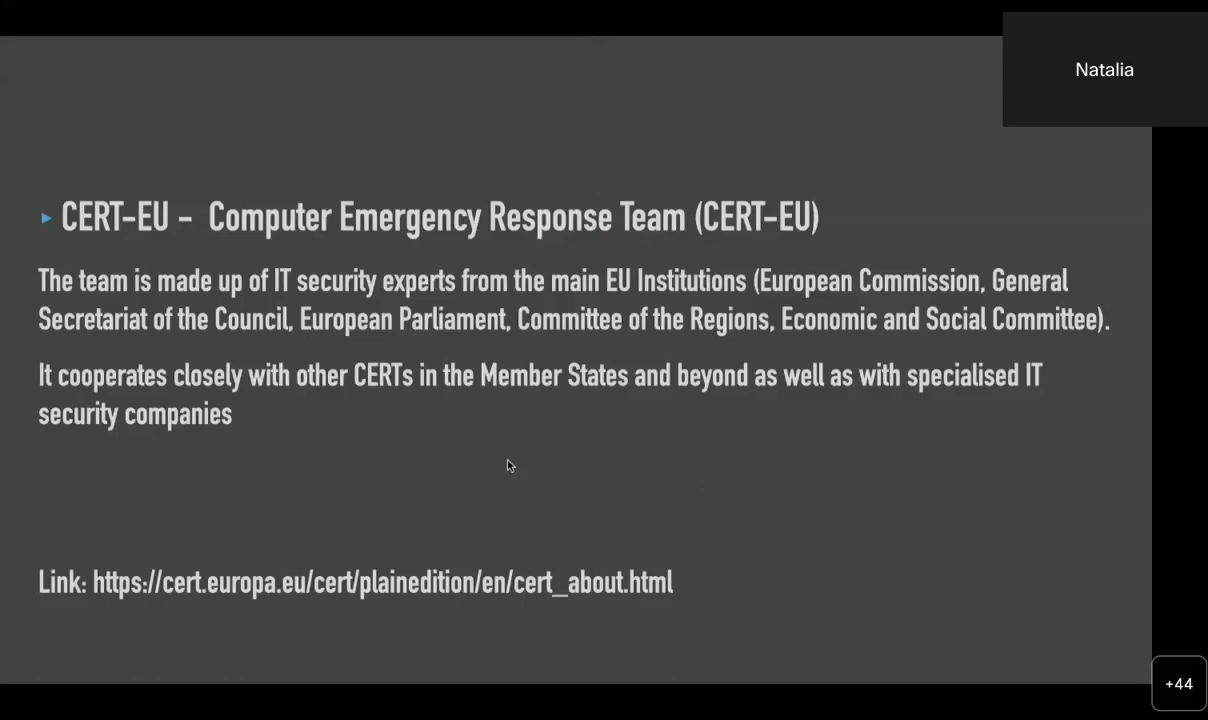 Natalia
CERT-EU - Computer Emergency Response Team (CERT-EU)
The team is made up of IT security experts from the main EU Institutions (European Commission, General
Secretariat of the Council, European Parliament, Committee of the Regions, Economic and Social Committee).
It cooperates closely with other CERTs in the Member States and beyond as well as with specialised IT
security companies
Link: https://cert.europa.eu/cert/plainedition/en/cert_about.html
+44